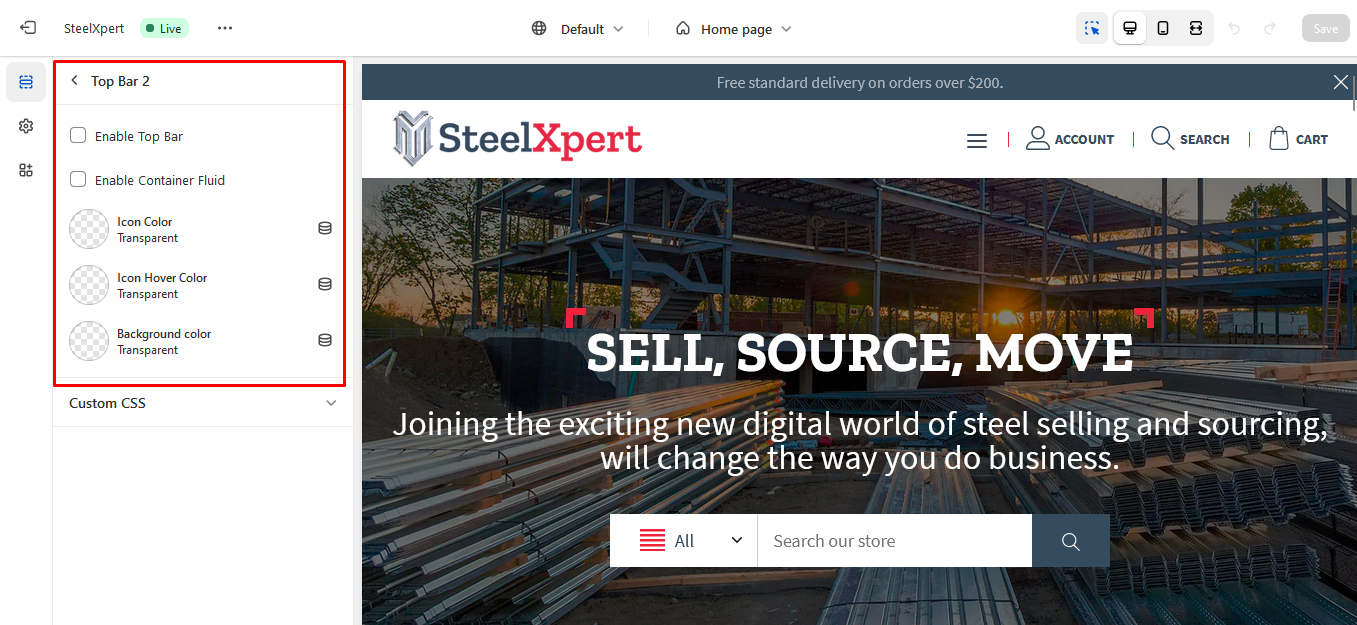 SteelXpert
Live
Default
Home page
Save
Top Bar 2
Enable Top Bar
Enable Container Fluid
Icon Color
Transparent
Icon Hover Color
Transparent
Background color
Transparent
Custom CSS
Free standard delivery on orders over $200.
SteelXpert
ACCOUNT
SEARCH
CART
SELL, SOURCE, MOVE
Joining the exciting new digital world of steel selling and sourcing,
will change the way you do business.
All
Search our store